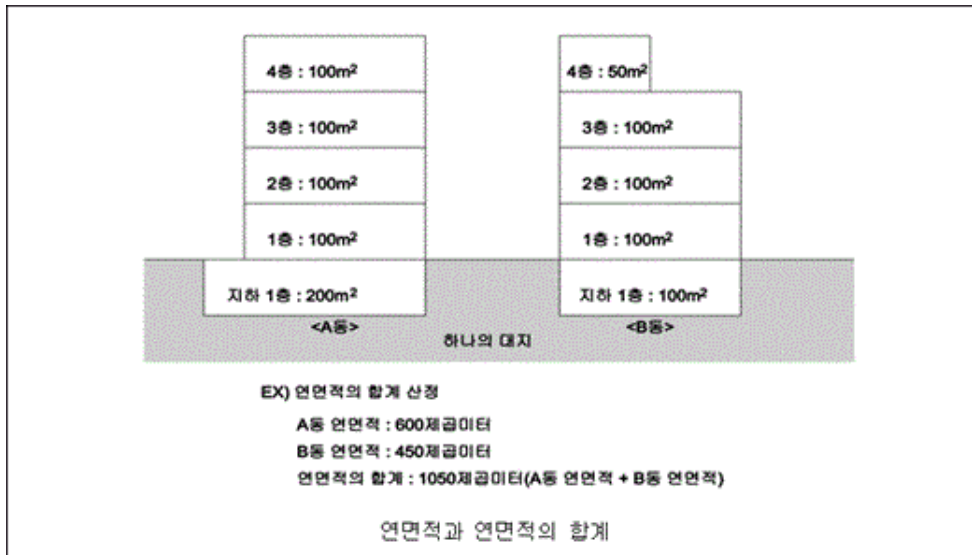 4층 : 100m²
3층 : 100m²
2층 : 100m²
1층 : 100m²
지하 1층 : 200m²
<A동>
4층 : 50m²
3층 : 100m²
2층 : 100m²
1층 : 100m²
지하 1층 : 100m²
<B동>
하나의 대지
EX) 연면적의 합계 산정
A동 연면적 : 600제곱미터
B동 연면적 : 450제곱미터
연면적의 합계 : 1050제곱미터(A동 연면적 + B동 연면적)
연면적과 연면적의 합계